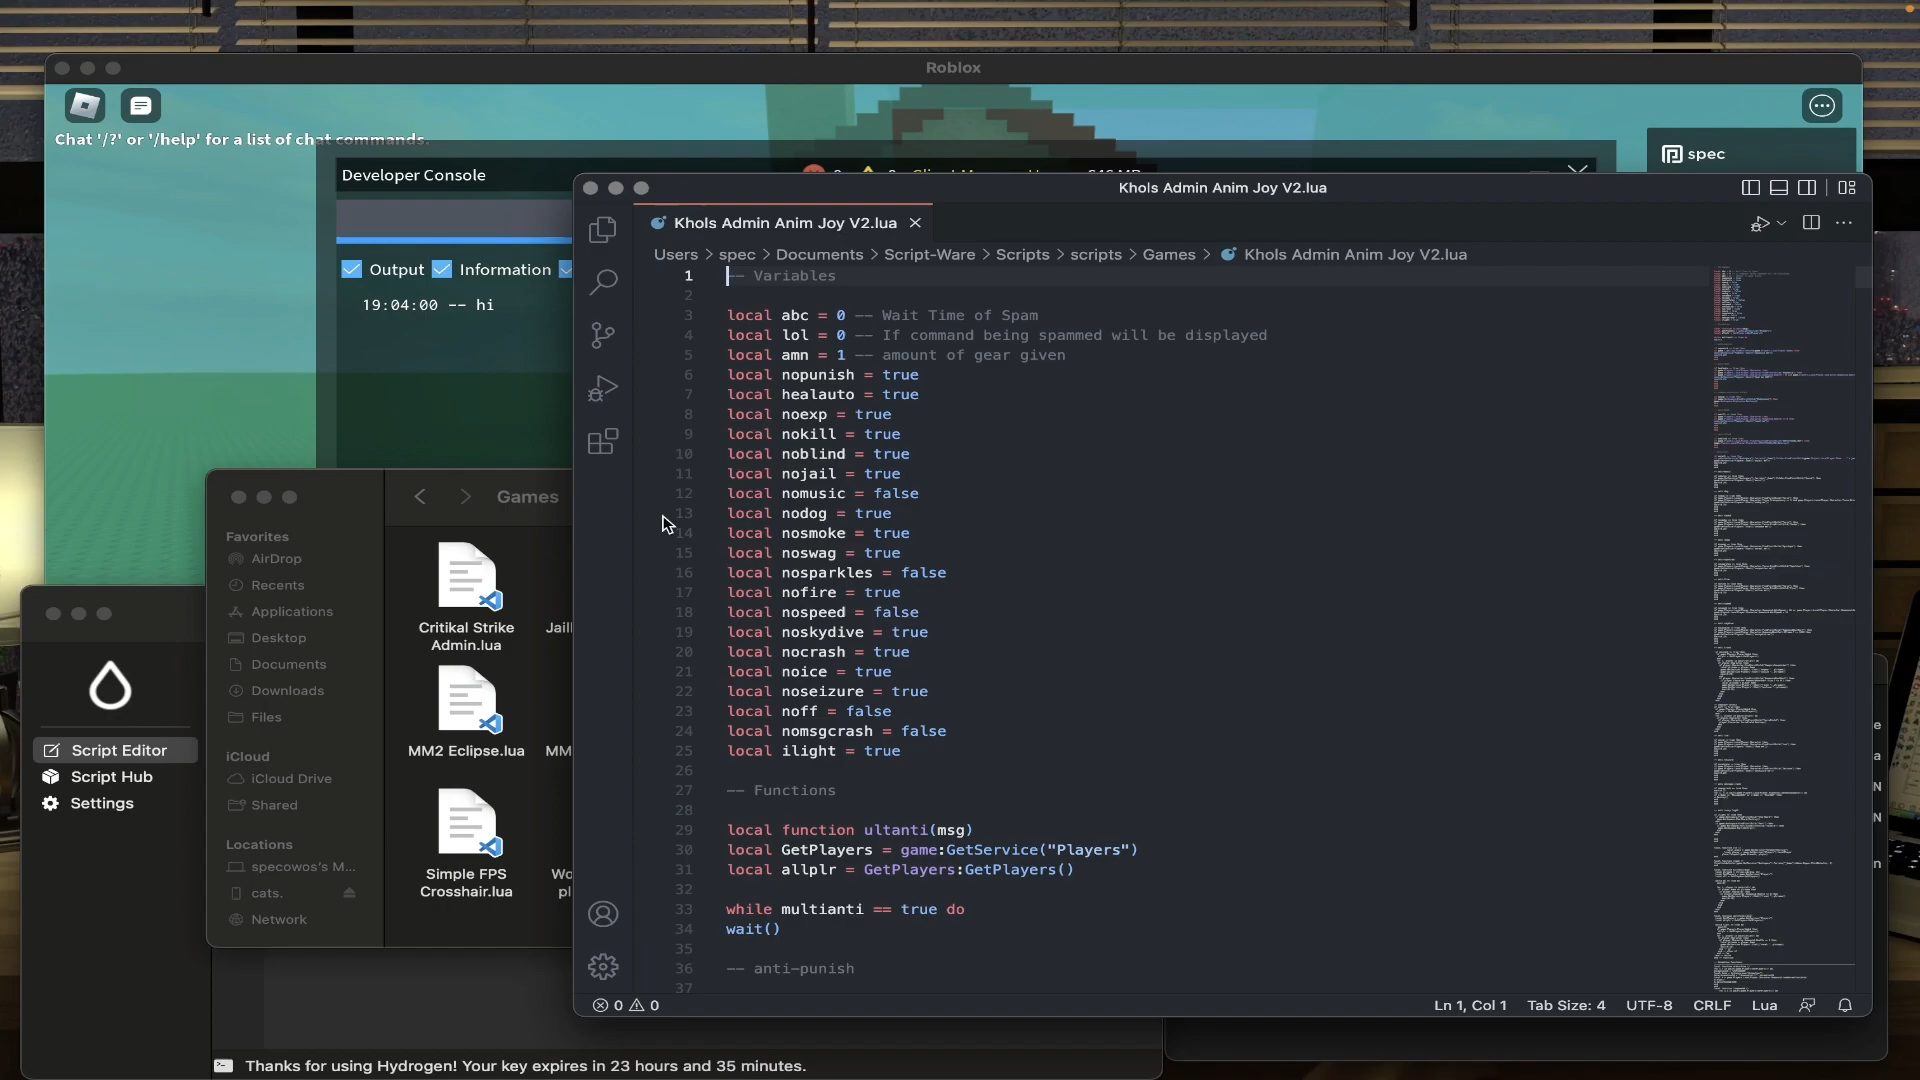 Roblox
Chat '/?' or '/help' for a list of chat commands.
spec
Developer Console
Output
Information
19:04:00 -- hi
Khols Admin Anim Joy V2.lua
Khols Admin Anim Joy V2.lua
Users > spec > Documents > Script-Ware > Scripts > scripts > Games > Khols Admin Anim Joy V2.lua
1 -- Variables
2
3 local abc = 0 -- Wait Time of Spam
4 local lol = 0 -- If command being spammed will be displayed
5 local amn = 1 -- amount of gear given
6 local nopunish = true
7 local healauto = true
8 local noexp = true
9 local nokill = true
10 local noblind = true
11 local nojail = true
12 local nomusic = false
13 local nodog = true
14 local nosmoke = true
15 local noswag = true
16 local nosparkles = false
17 local nofire = true
18 local nospeed = false
19 local noskydive = true
20 local nocrash = true
21 local noice = true
22 local noseizure = true
23 local noff = false
24 local nomsgcrash = false
25 local ilight = true
26
27 -- Functions
28
29 local function ultanti(msg)
30 local GetPlayers = game:GetService("Players")
31 local allplr = GetPlayers:GetPlayers()
32
33 while multianti == true do
34 wait()
35
36 -- anti-punish
37
0 0
Ln 1, Col 1
Tab Size: 4
UTF-8
CRLF
Lua
Games
Favorites
AirDrop
Recents
Applications
Desktop
Documents
Downloads
Files
iCloud
iCloud Drive
Shared
Locations
specowos's M...
cats.
Network
Critikal Strike
Admin.lua
MM2 Eclipse.lua
MM
Simple FPS
Crosshair.lua
Script Editor
Script Hub
Settings
Thanks for using Hydrogen! Your key expires in 23 hours and 35 minutes.